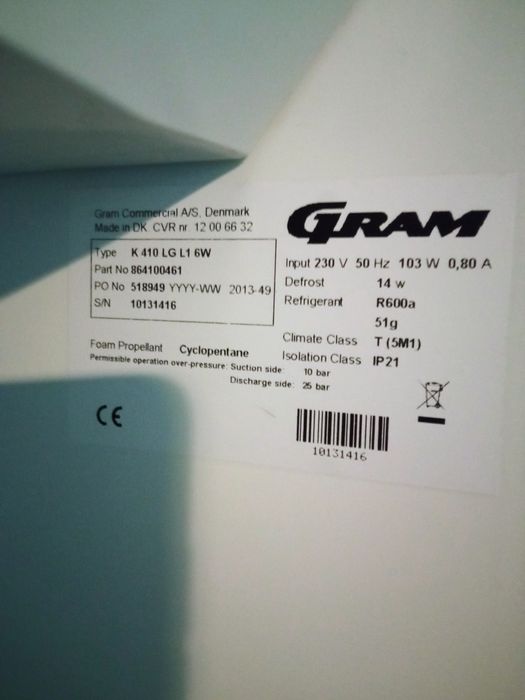 Gram Commercial A/S, Denmark
Made in DK. CVR nr 12 00 66 32
GRAM
Type K 410 LG L1 6W
Part No 864100461
PO No 518949 YYYY-WW 2013-49
S/N 10131416
Input 230 V 50 Hz 103 W 0,80 A
Defrost 14 w
Refrigerant R600a
51g
Climate Class T (5M1)
Isolation Class IP21
Foam Propellant Cyclopentane
Permissible operation over-pressure: Suction side: 10 bar
Discharge side: 25 bar
CE
10131416